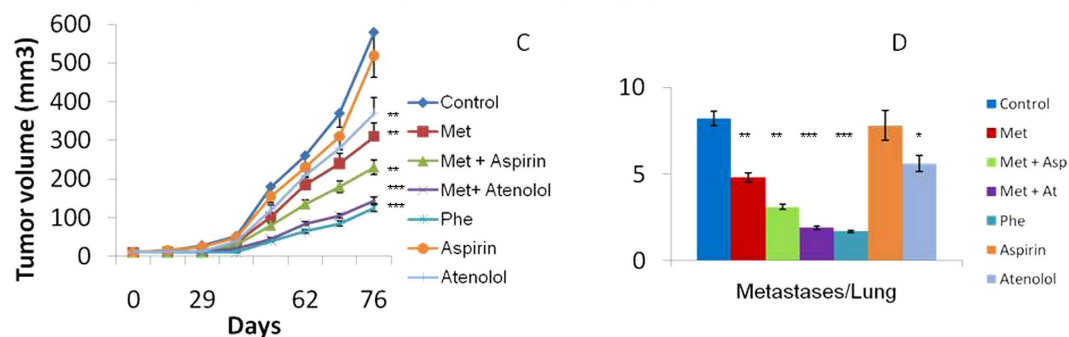 C
Tumor volume (mm3)
600
500
400
300
200
100
0
0 29 62 76
Days
Control
Met
Met + Aspirin
Met+ Atenolol
Phe
Aspirin
Atenolol
**
**
**
***
***
D
10
5
0
** ** *** *** *
Metastases/Lung
Control
Met
Met + Asp
Met + At
Phe
Aspirin
Atenolol